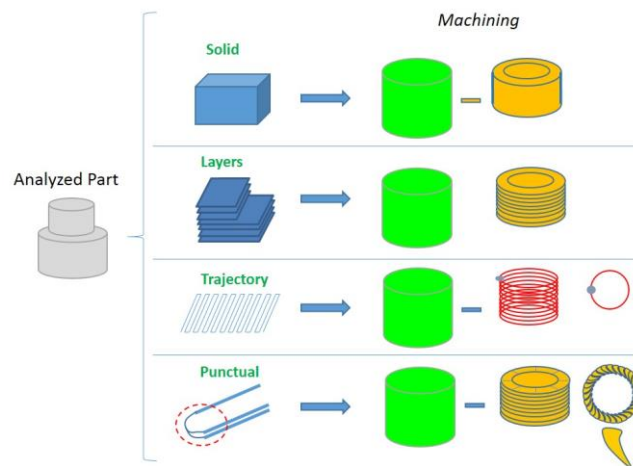 Machining
Solid
Layers
Analyzed Part
Trajectory
Punctual